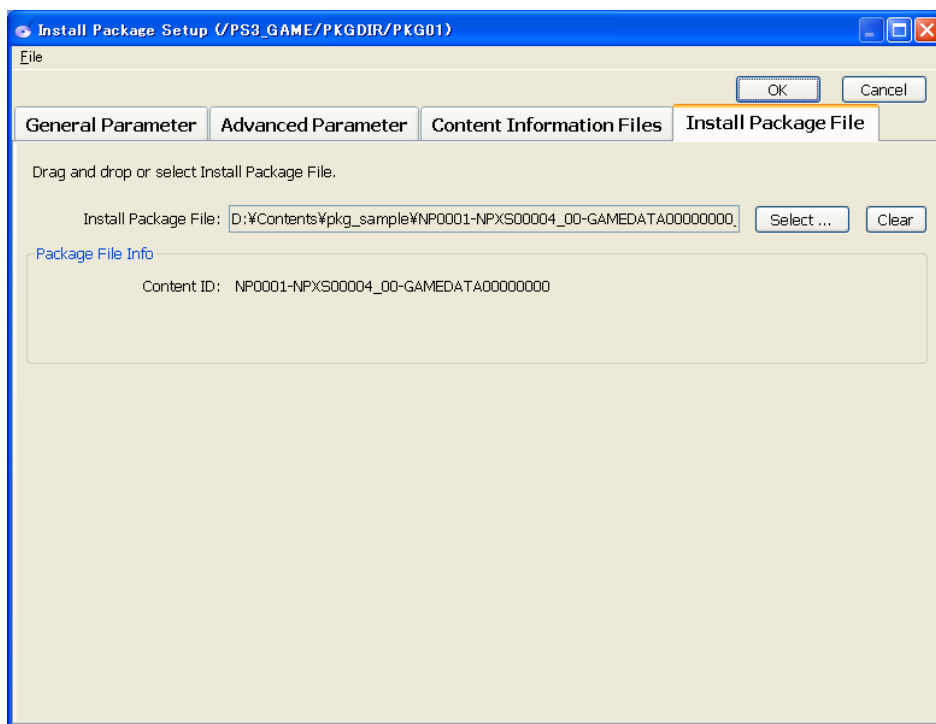 Install Package Setup (/PS3_GAME/PKGDIR/PKG01)
File
OK Cancel
General Parameter Advanced Parameter Content Information Files Install Package File
Drag and drop or select Install Package File.
Install Package File: D:¥Contents¥pkg_sample¥NP0001-NPXS00004_00-GAMEDATA00000000_ Select ... Clear
Package File Info
Content ID: NP0001-NPXS00004_00-GAMEDATA00000000